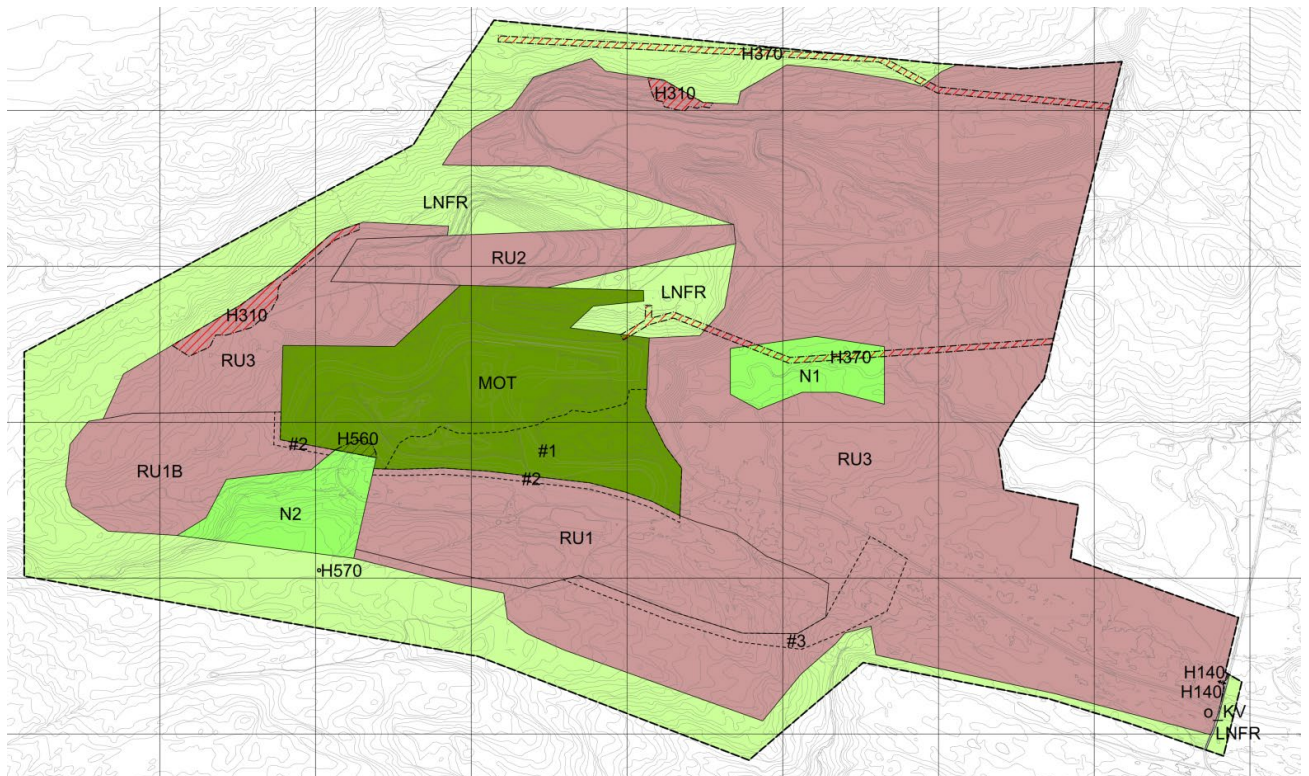 H370
H310
LNFR
RU2
LNFR
H310
RU3
H370
N1
MOT
#2
H560
#1
RU3
RU1B
#2
N2
RU1
H570
#3
H140
H140
o_KV
LNFR